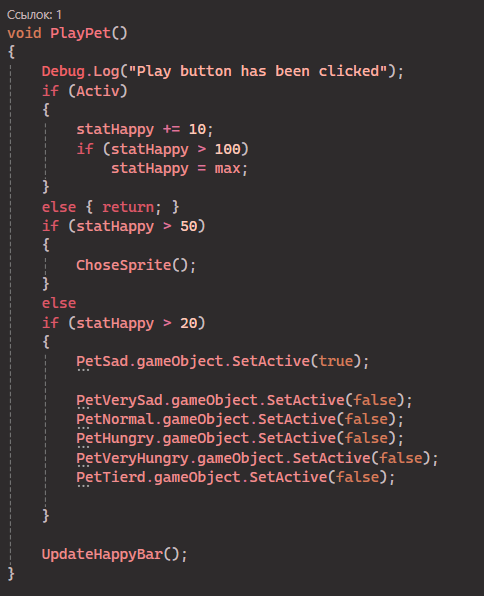 Ссылок: 1
void PlayPet()
{
    Debug.Log("Play button has been clicked");
    if (Activ)
    {
        statHappy += 10;
        if (statHappy > 100)
            statHappy = max;
    }
    else { return; }
    if (statHappy > 50)
    {
        ChoseSprite();
    }
    else
    if (statHappy > 20)
    {
        PetSad.gameObject.SetActive(true);

        PetVerySad.gameObject.SetActive(false);
        PetNormal.gameObject.SetActive(false);
        PetHungry.gameObject.SetActive(false);
        PetVeryHungry.gameObject.SetActive(false);
        PetTierd.gameObject.SetActive(false);

    }

    UpdateHappyBar();
}